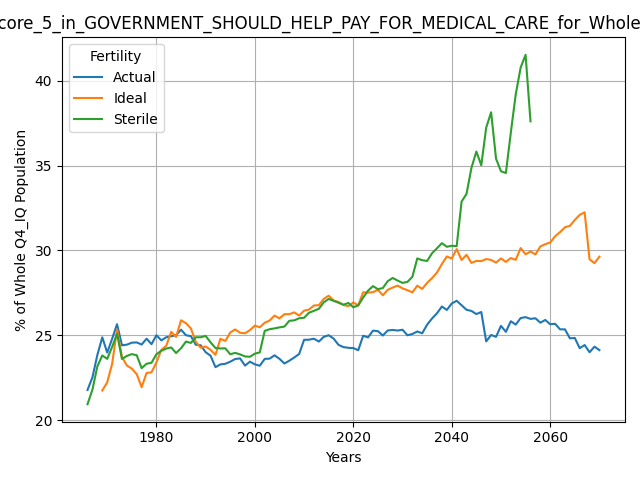 core_5_in_GOVERNMENT_SHOULD_HELP_PAY_FOR_MEDICAL_CARE_for_Whole
Fertility
Actual
Ideal
Sterile
% of Whole Q4_IQ Population
40
35
30
25
20
1980
2000
2020
2040
2060
Years